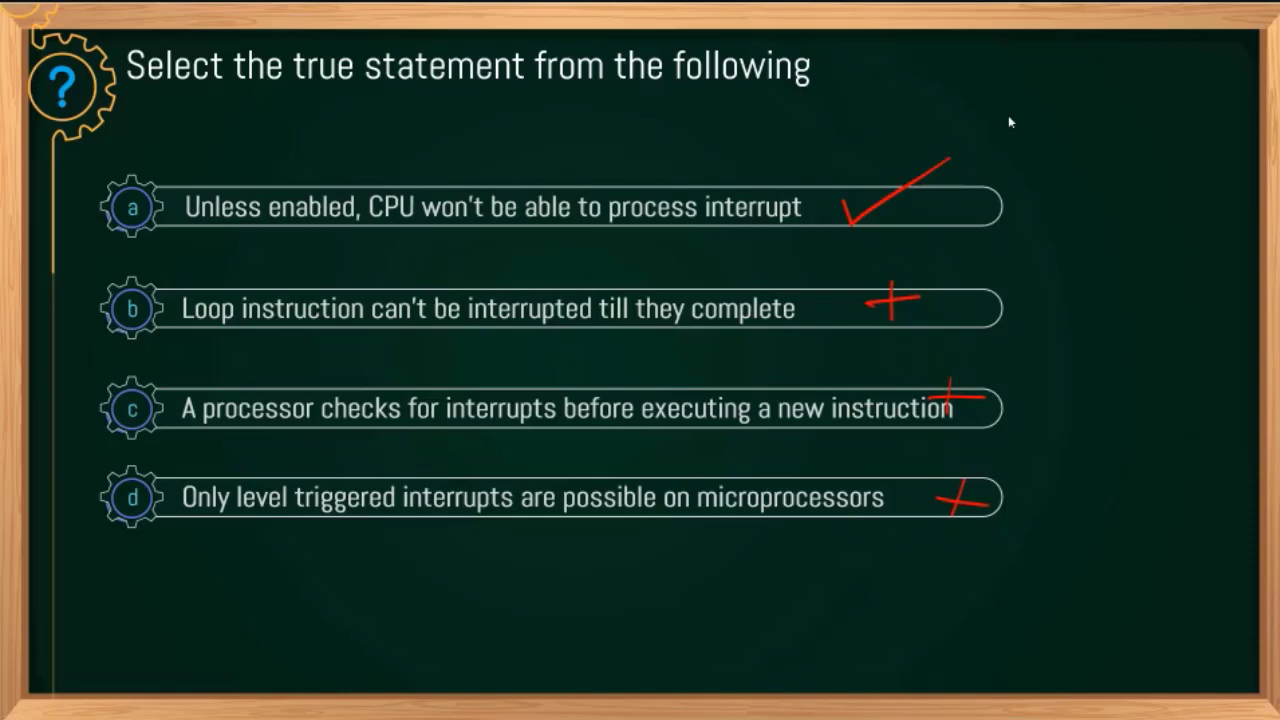 ?
Select the true statement from the following
a Unless enabled, CPU won't be able to process interrupt
b Loop instruction can't be interrupted till they complete
c A processor checks for interrupts before executing a new instruction
d Only level triggered interrupts are possible on microprocessors